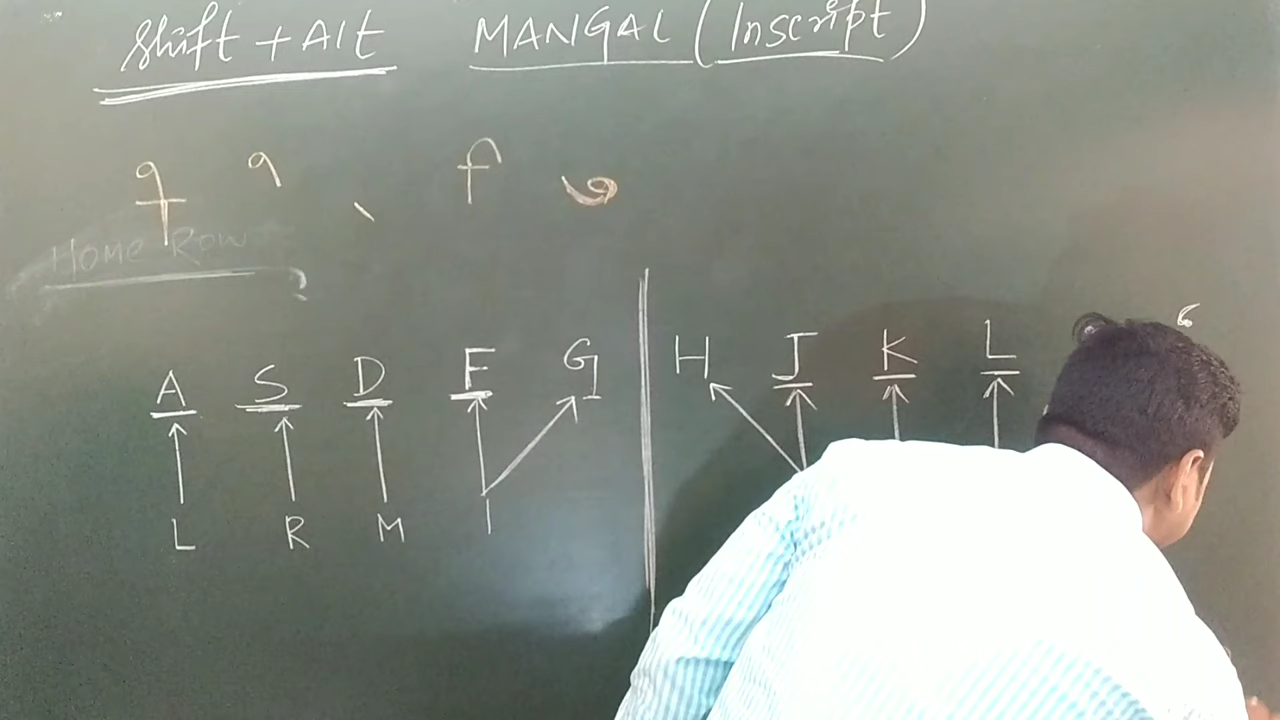 Shift + Alt MANGAL (Inscript)
ो े ् ि ु
Home Row
A S D F G H J K L
L R M I